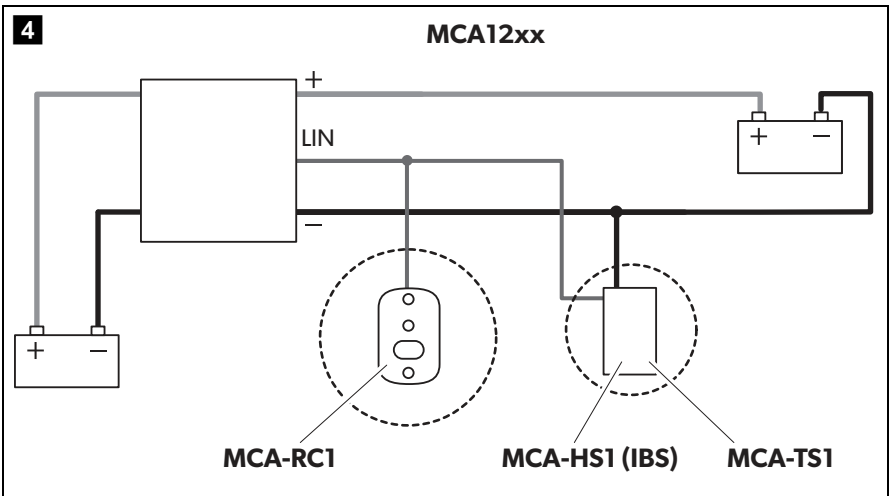 4
MCA12xx
+
LIN
–
+ –
+ –
MCA-RC1
MCA-HS1 (IBS)
MCA-TS1